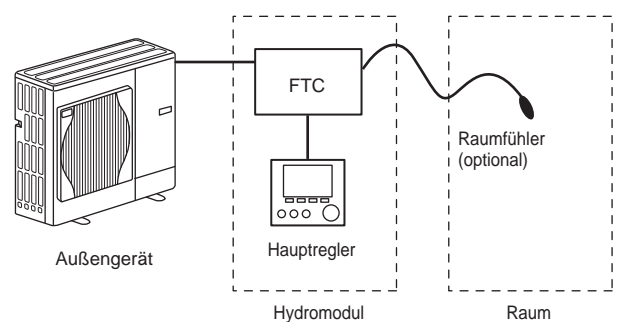 FTC
Raumfühler
(optional)
Hauptregler
Außengerät
Hydromodul
Raum